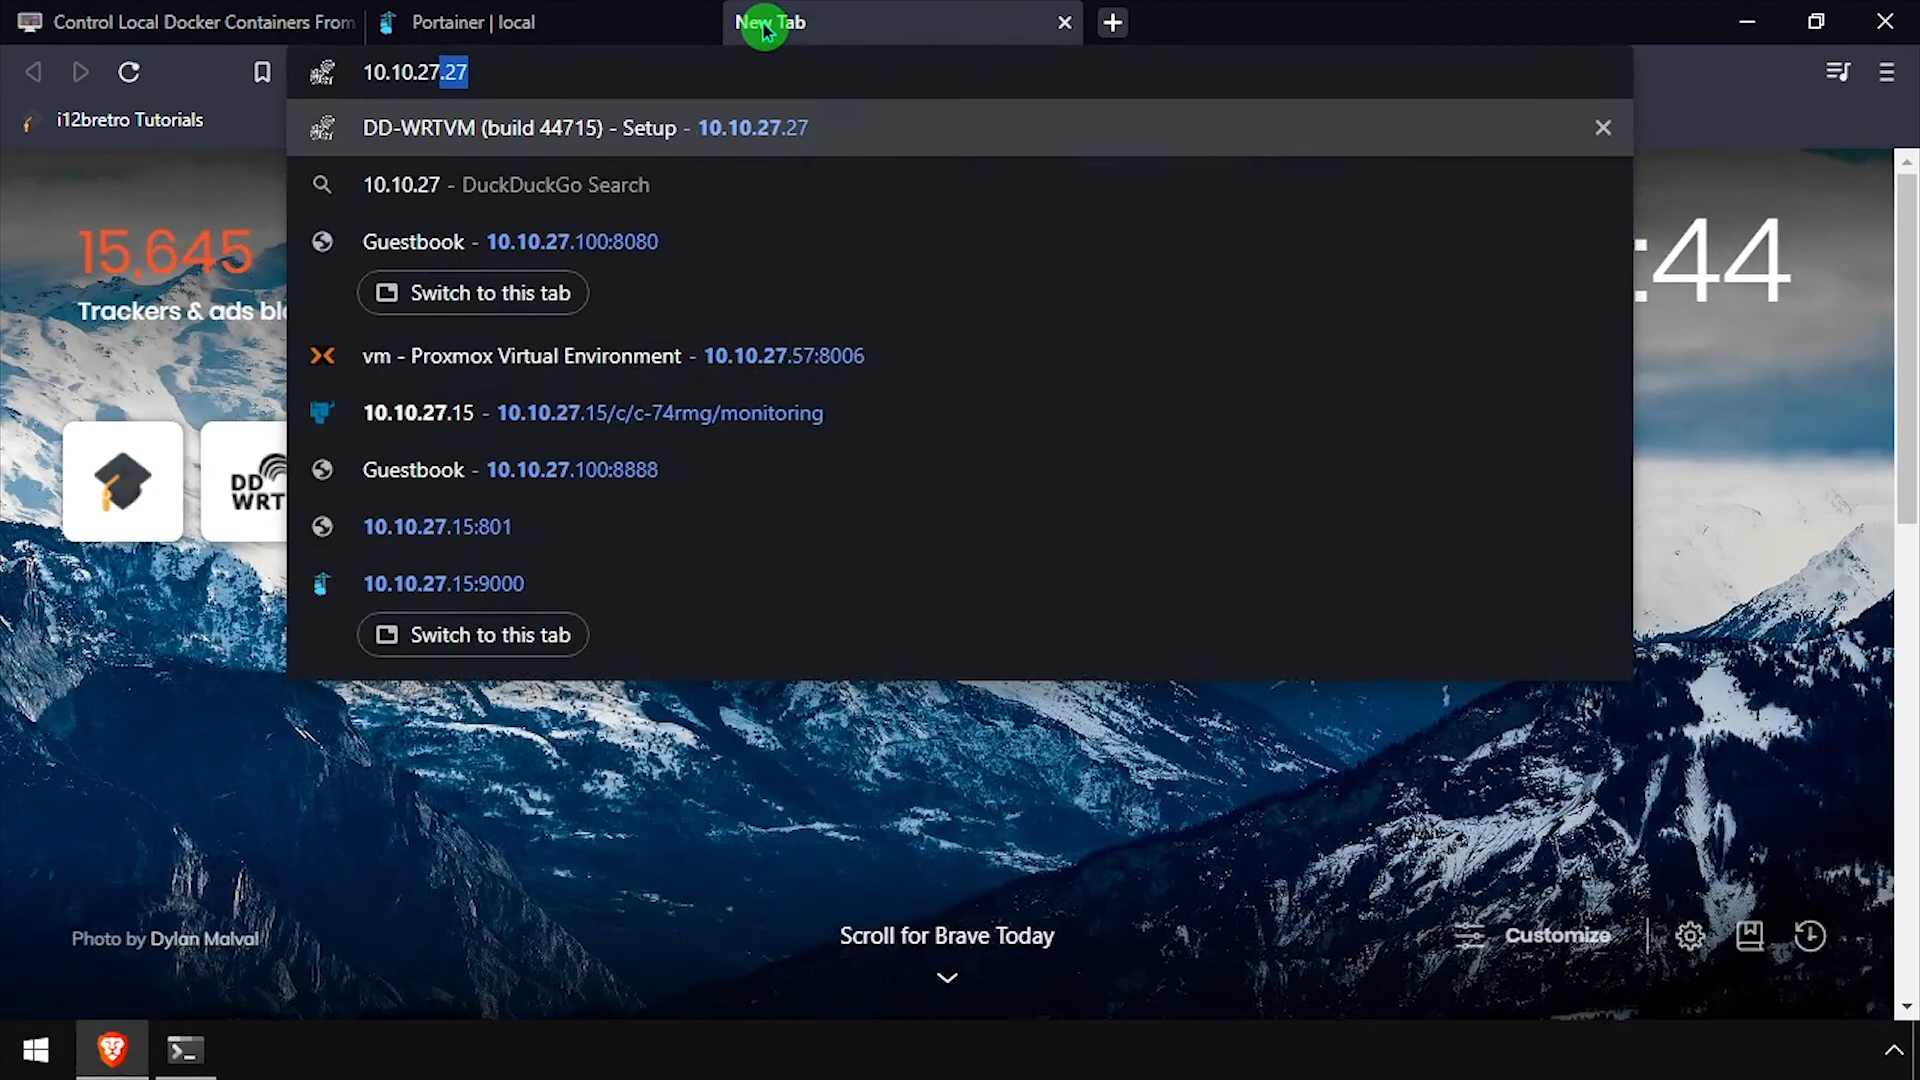 Control Local Docker Containers From
Portainer | local
New Tab
10.10.27.27
i12bretro Tutorials
DD-WRTVM (build 44715) - Setup - 10.10.27.27
10.10.27 - DuckDuckGo Search
Guestbook - 10.10.27.100:8080
Switch to this tab
vm - Proxmox Virtual Environment - 10.10.27.57:8006
10.10.27.15 - 10.10.27.15/c/c-74rmg/monitoring
Guestbook - 10.10.27.100:8888
10.10.27.15:801
10.10.27.15:9000
Switch to this tab
15,645
Trackers & ads
:44
DD
WRT
Photo by Dylan Malval
Scroll for Brave Today
Customize